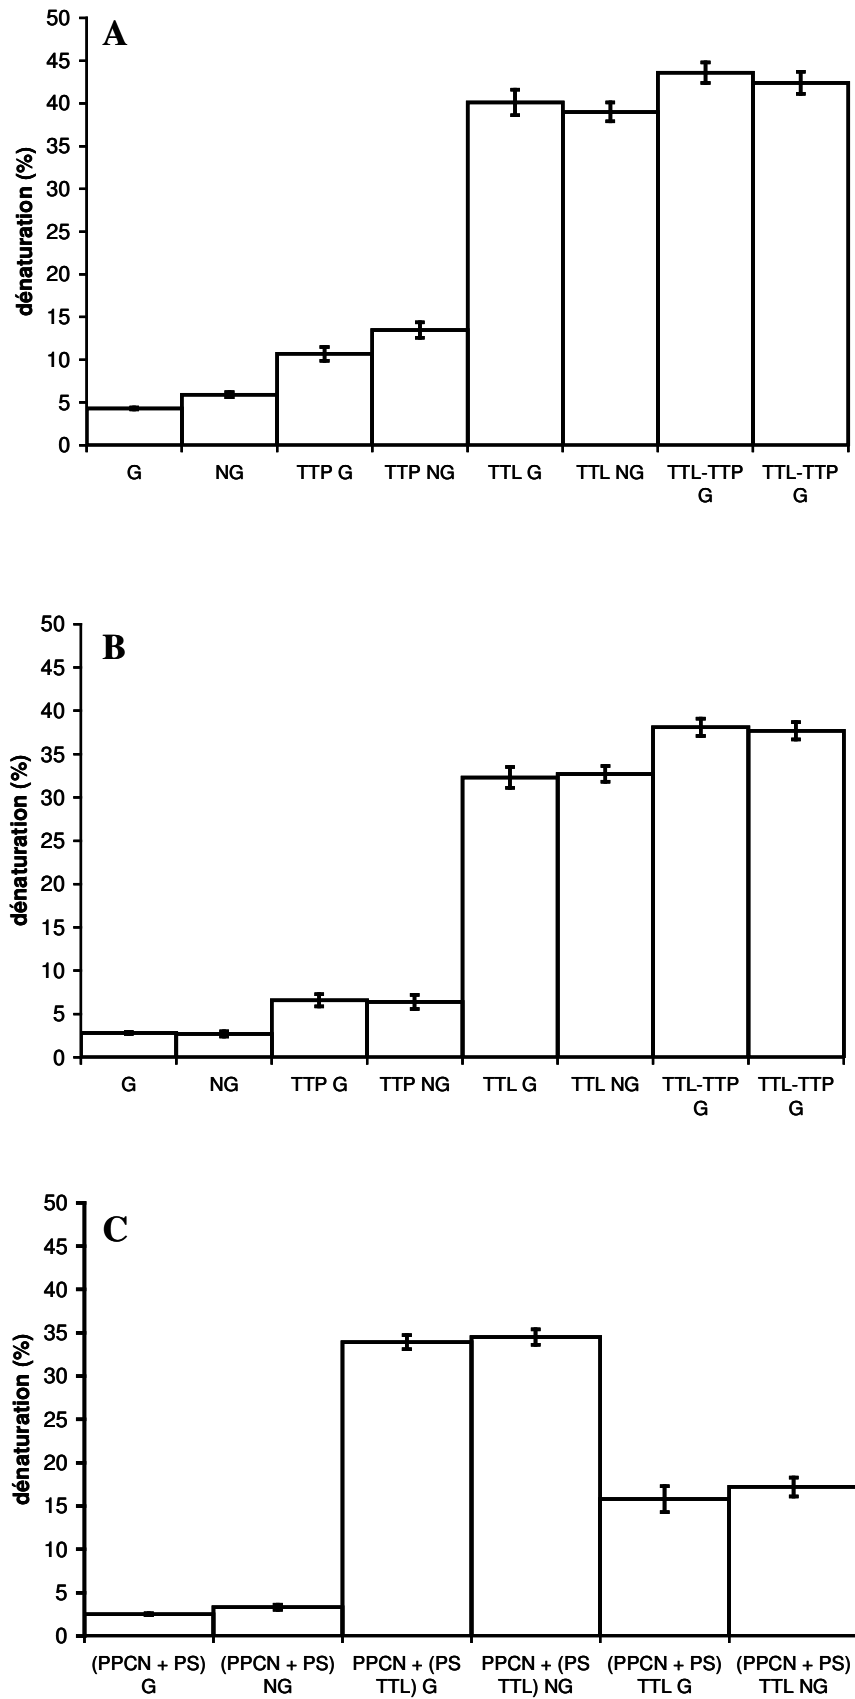 A
dénaturation (%)
50
45
40
35
30
25
20
15
10
5
0
G NG TTP G TTP NG TTL G TTL NG TTL-TTP TTL-TTP
G G
B
dénaturation (%)
50
45
40
35
30
25
20
15
10
5
0
G NG TTP G TTP NG TTL G TTL NG TTL-TTP TTL-TTP
G G
C
dénaturation (%)
50
45
40
35
30
25
20
15
10
5
0
(PPCN + PS) (PPCN + PS) PPCN + (PS PPCN + (PS (PPCN + PS) (PPCN + PS)
G NG TTL) G TTL) NG TTL G TTL NG